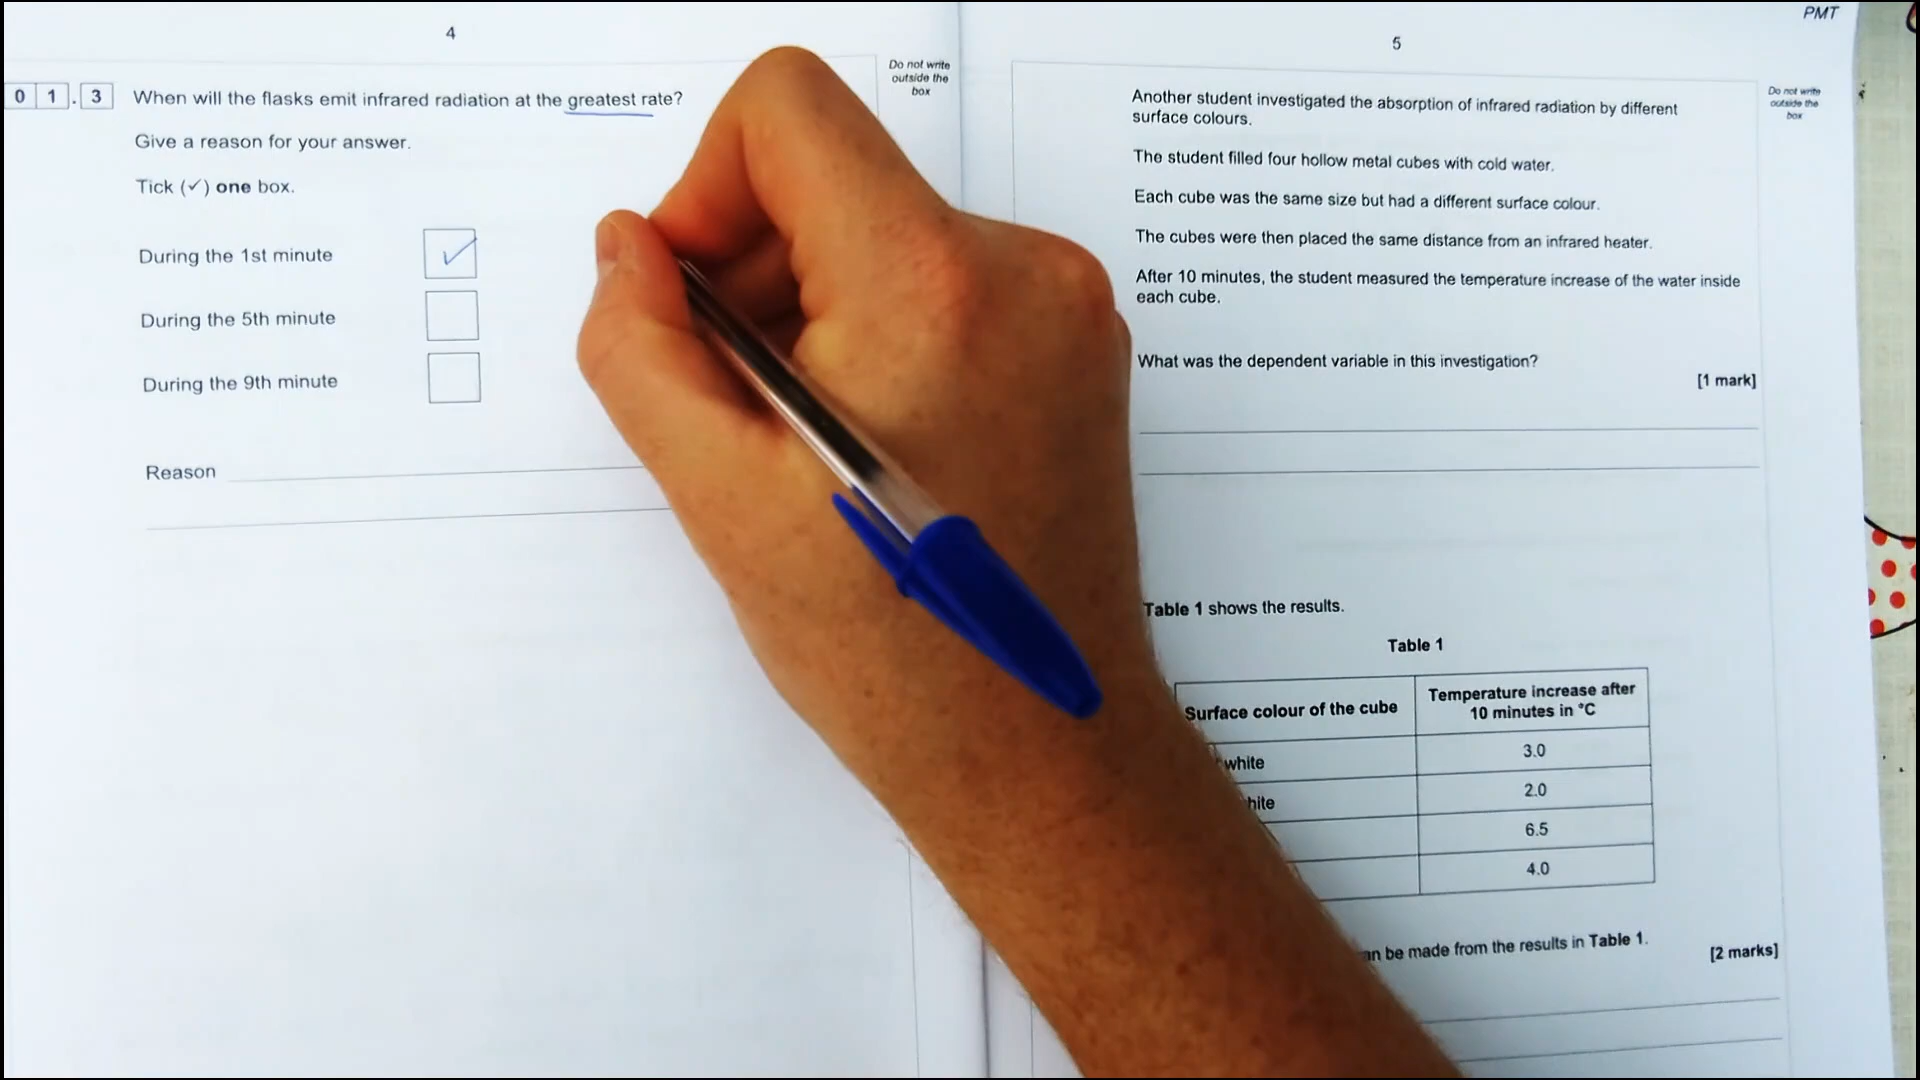 4
Do not write
outside the
box
0 1 . 3 When will the flasks emit infrared radiation at the greatest rate?
Give a reason for your answer.
Tick (✓) one box.
During the 1st minute ✓
During the 5th minute
During the 9th minute
Reason
PMT
5
Do not write
outside the
box
Another student investigated the absorption of infrared radiation by different
surface colours.
The student filled four hollow metal cubes with cold water.
Each cube was the same size but had a different surface colour.
The cubes were then placed the same distance from an infrared heater.
After 10 minutes, the student measured the temperature increase of the water inside
each cube.
What was the dependent variable in this investigation?
[1 mark]
Table 1 shows the results.
Table 1
Surface colour of the cube
Temperature increase after
10 minutes in °C
white 3.0
2.0
6.5
4.0
be made from the results in Table 1.
[2 marks]